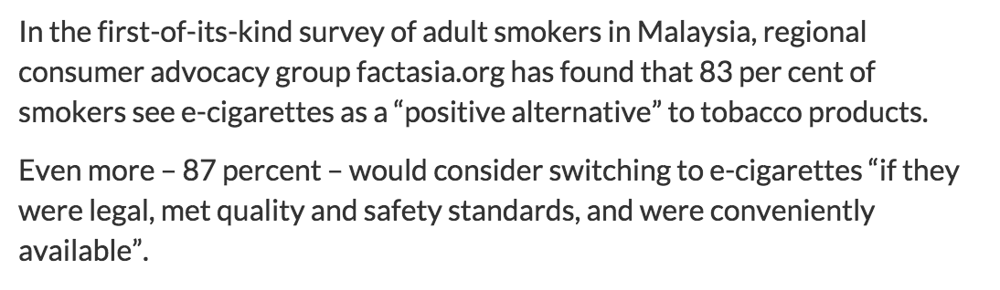 In the first-of-its-kind survey of adult smokers in Malaysia, regional
consumer advocacy group factasia.org has found that 83 per cent of
smokers see e-cigarettes as a “positive alternative” to tobacco products.
Even more – 87 percent – would consider switching to e-cigarettes “if they
were legal, met quality and safety standards, and were conveniently
available”.